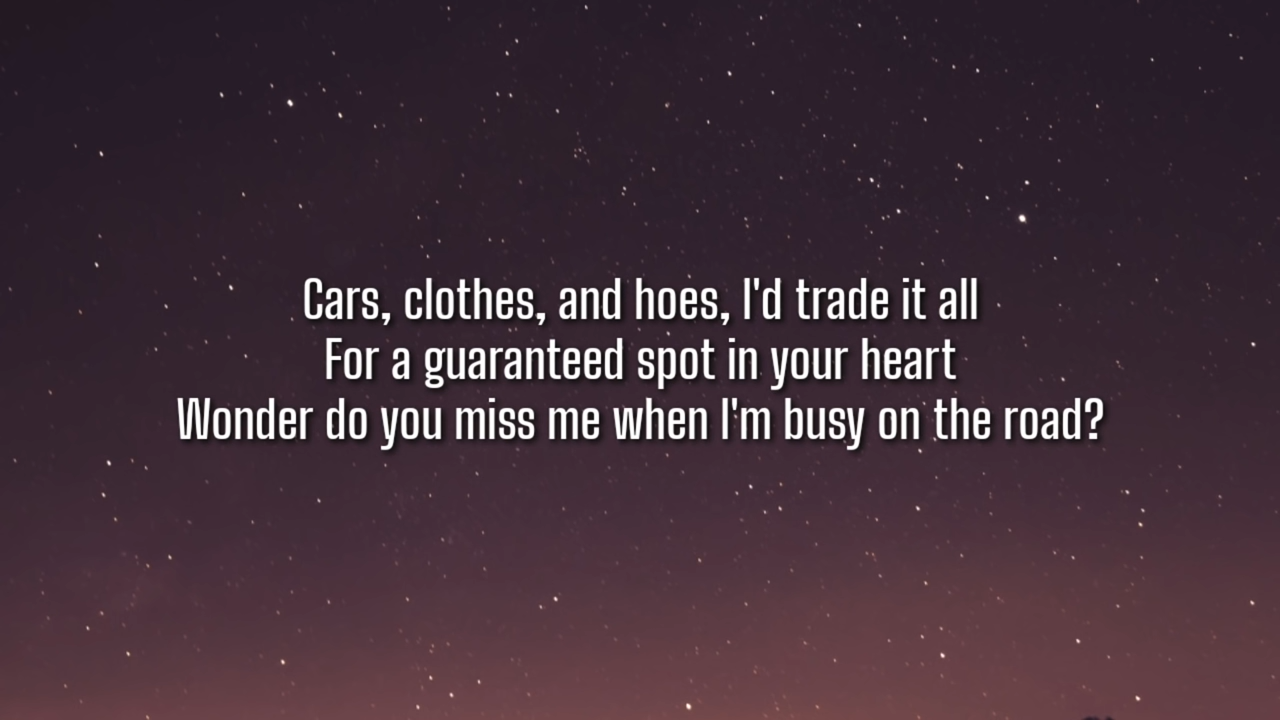 Cars, clothes, and hoes, I'd trade it all
For a guaranteed spot in your heart
Wonder do you miss me when I'm busy on the road?